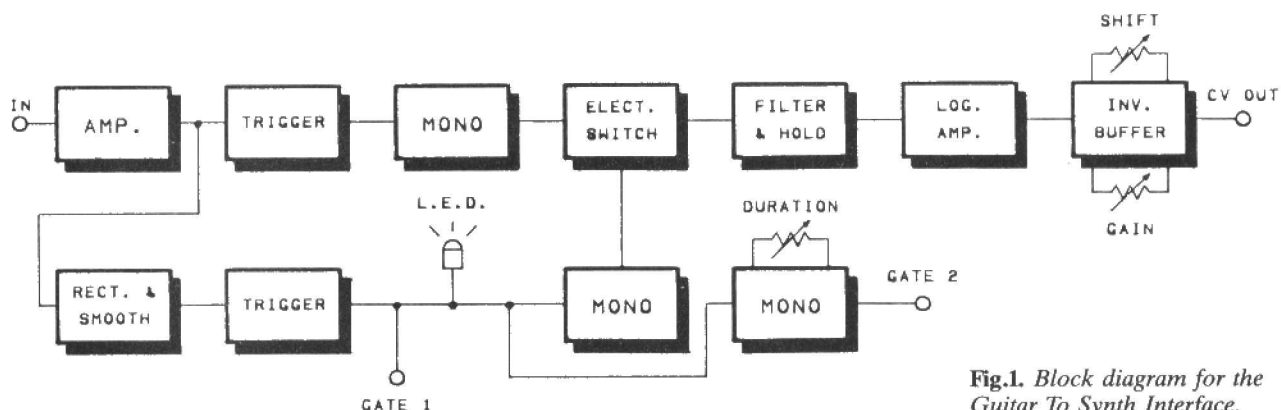 SHIFT
IN
AMP.
TRIGGER
MONO
ELECT.
SWITCH
FILTER
& HOLD
LOG.
AMP.
INV.
BUFFER
CV OUT
GAIN
L.E.D.
DURATION
RECT. &
SMOOTH
TRIGGER
MONO
MONO
GATE 2
GATE 1
Fig.1. Block diagram for the
Guitar To Synth Interface.